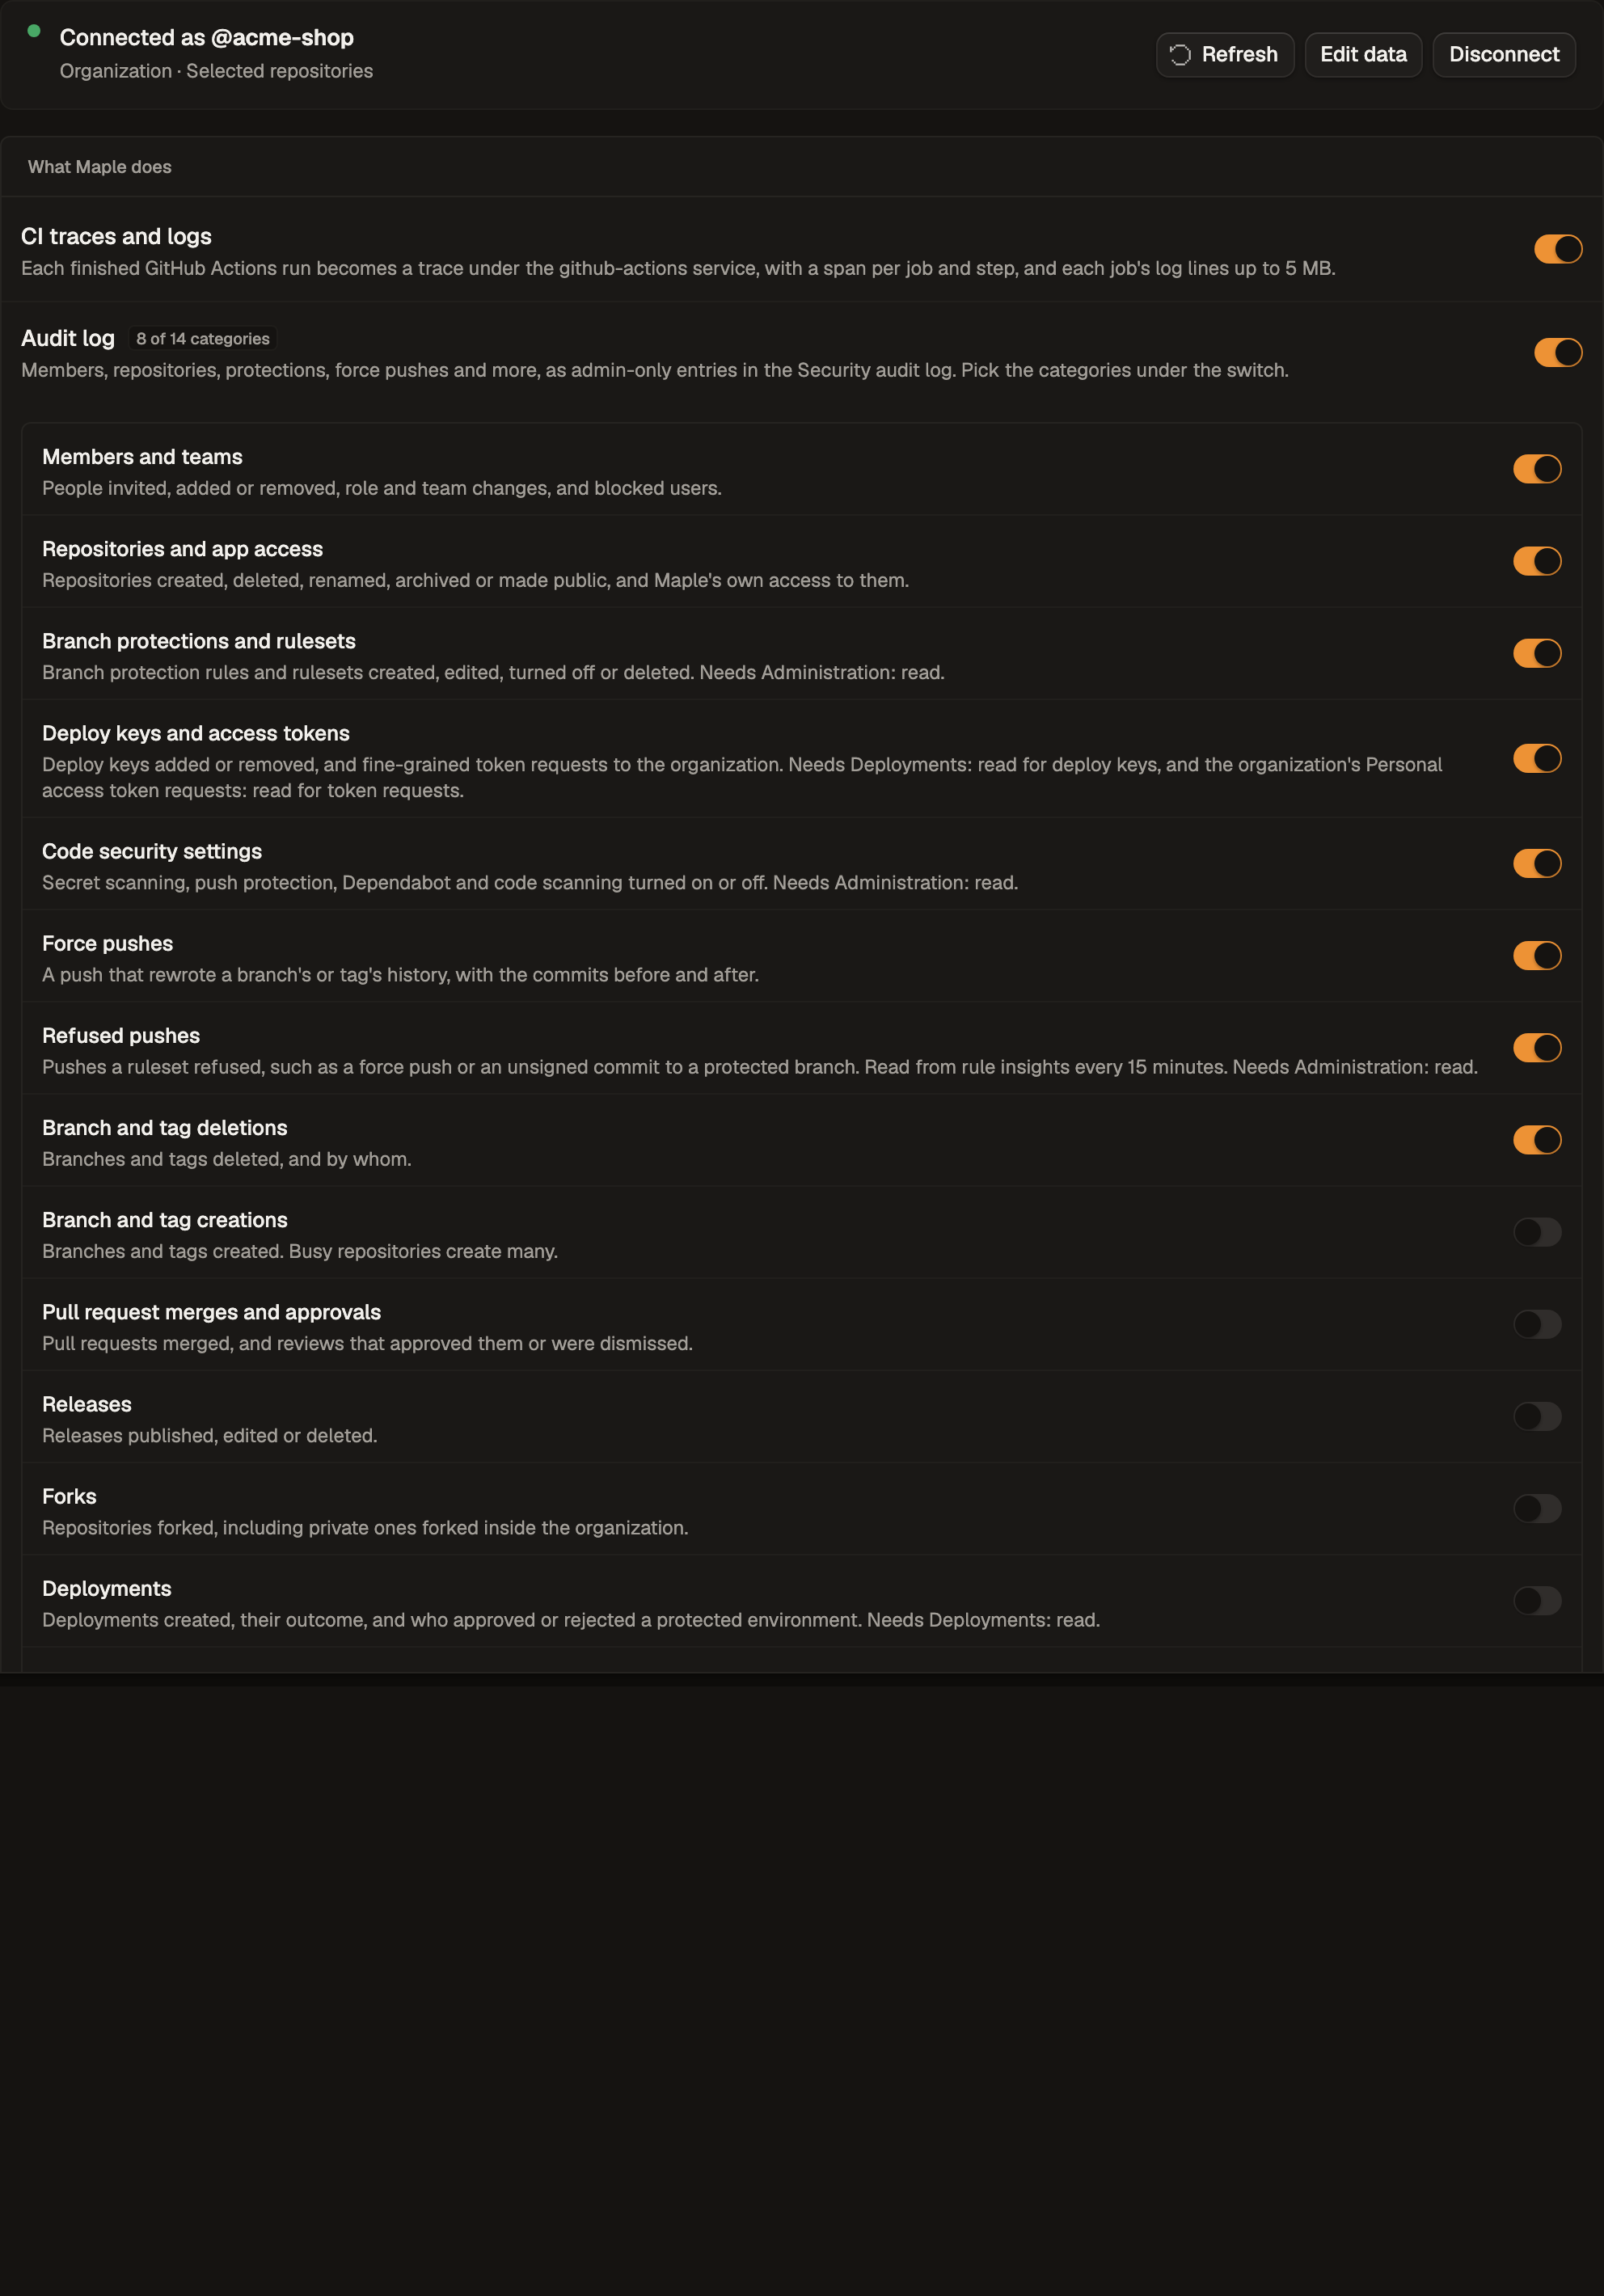 Connected as @acme-shop
Organization · Selected repositories
Refresh
Edit data
Disconnect
What Maple does
CI traces and logs
Each finished GitHub Actions run becomes a trace under the github-actions service, with a span per job and step, and each job's log lines up to 5 MB.
Audit log
8 of 14 categories
Members, repositories, protections, force pushes and more, as admin-only entries in the Security audit log. Pick the categories under the switch.
Members and teams
People invited, added or removed, role and team changes, and blocked users.
Repositories and app access
Repositories created, deleted, renamed, archived or made public, and Maple's own access to them.
Branch protections and rulesets
Branch protection rules and rulesets created, edited, turned off or deleted. Needs Administration: read.
Deploy keys and access tokens
Deploy keys added or removed, and fine-grained token requests to the organization. Needs Deployments: read for deploy keys, and the organization's Personal
access token requests: read for token requests.
Code security settings
Secret scanning, push protection, Dependabot and code scanning turned on or off. Needs Administration: read.
Force pushes
A push that rewrote a branch's or tag's history, with the commits before and after.
Refused pushes
Pushes a ruleset refused, such as a force push or an unsigned commit to a protected branch. Read from rule insights every 15 minutes. Needs Administration: read.
Branch and tag deletions
Branches and tags deleted, and by whom.
Branch and tag creations
Branches and tags created. Busy repositories create many.
Pull request merges and approvals
Pull requests merged, and reviews that approved them or were dismissed.
Releases
Releases published, edited or deleted.
Forks
Repositories forked, including private ones forked inside the organization.
Deployments
Deployments created, their outcome, and who approved or rejected a protected environment. Needs Deployments: read.